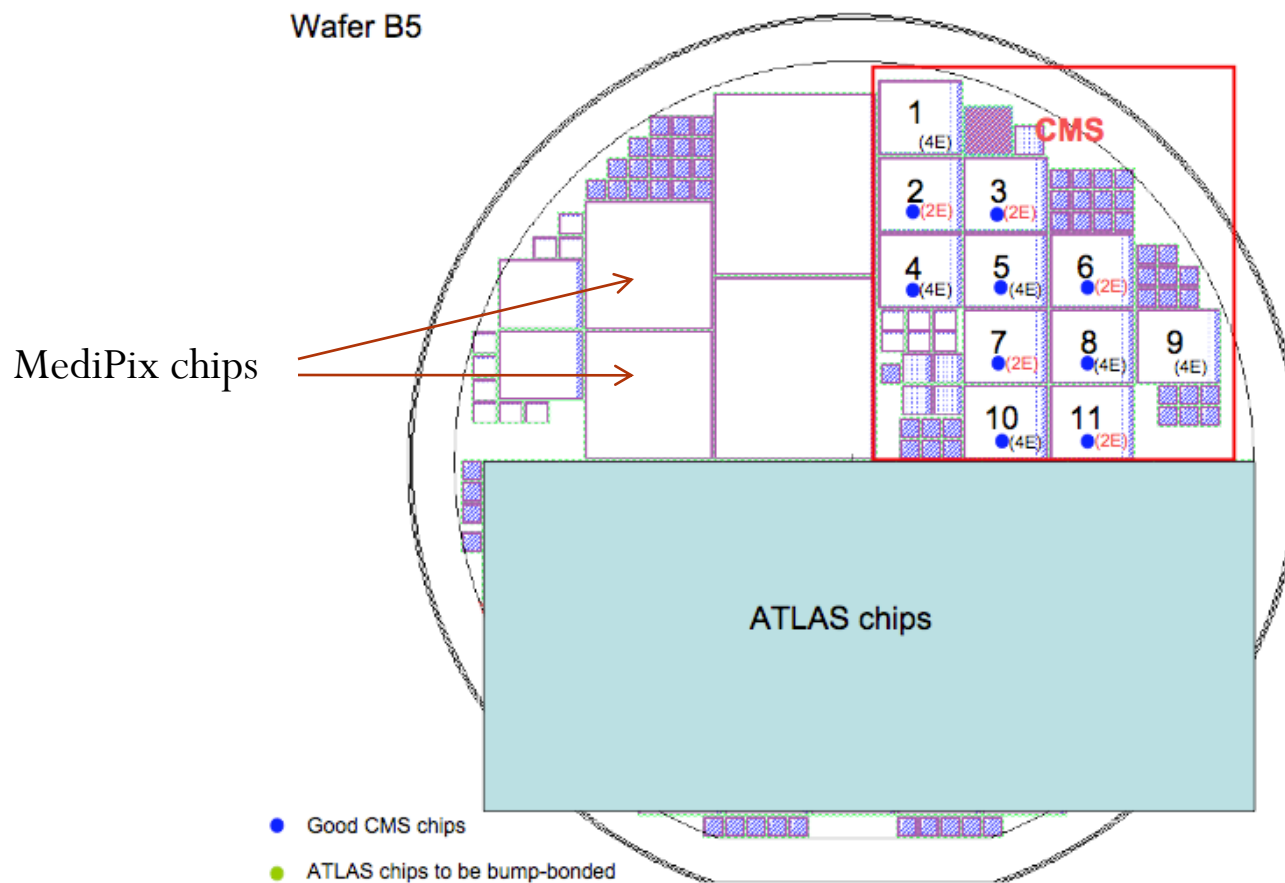 Wafer B5
CMS
1
(4E)
2
(2E)
3
(2E)
4
(4E)
5
(4E)
6
(2E)
MediPix chips
7
(2E)
8
(4E)
9
(4E)
10
(4E)
11
(2E)
ATLAS chips
Good CMS chips
ATLAS chips to be bump-bonded